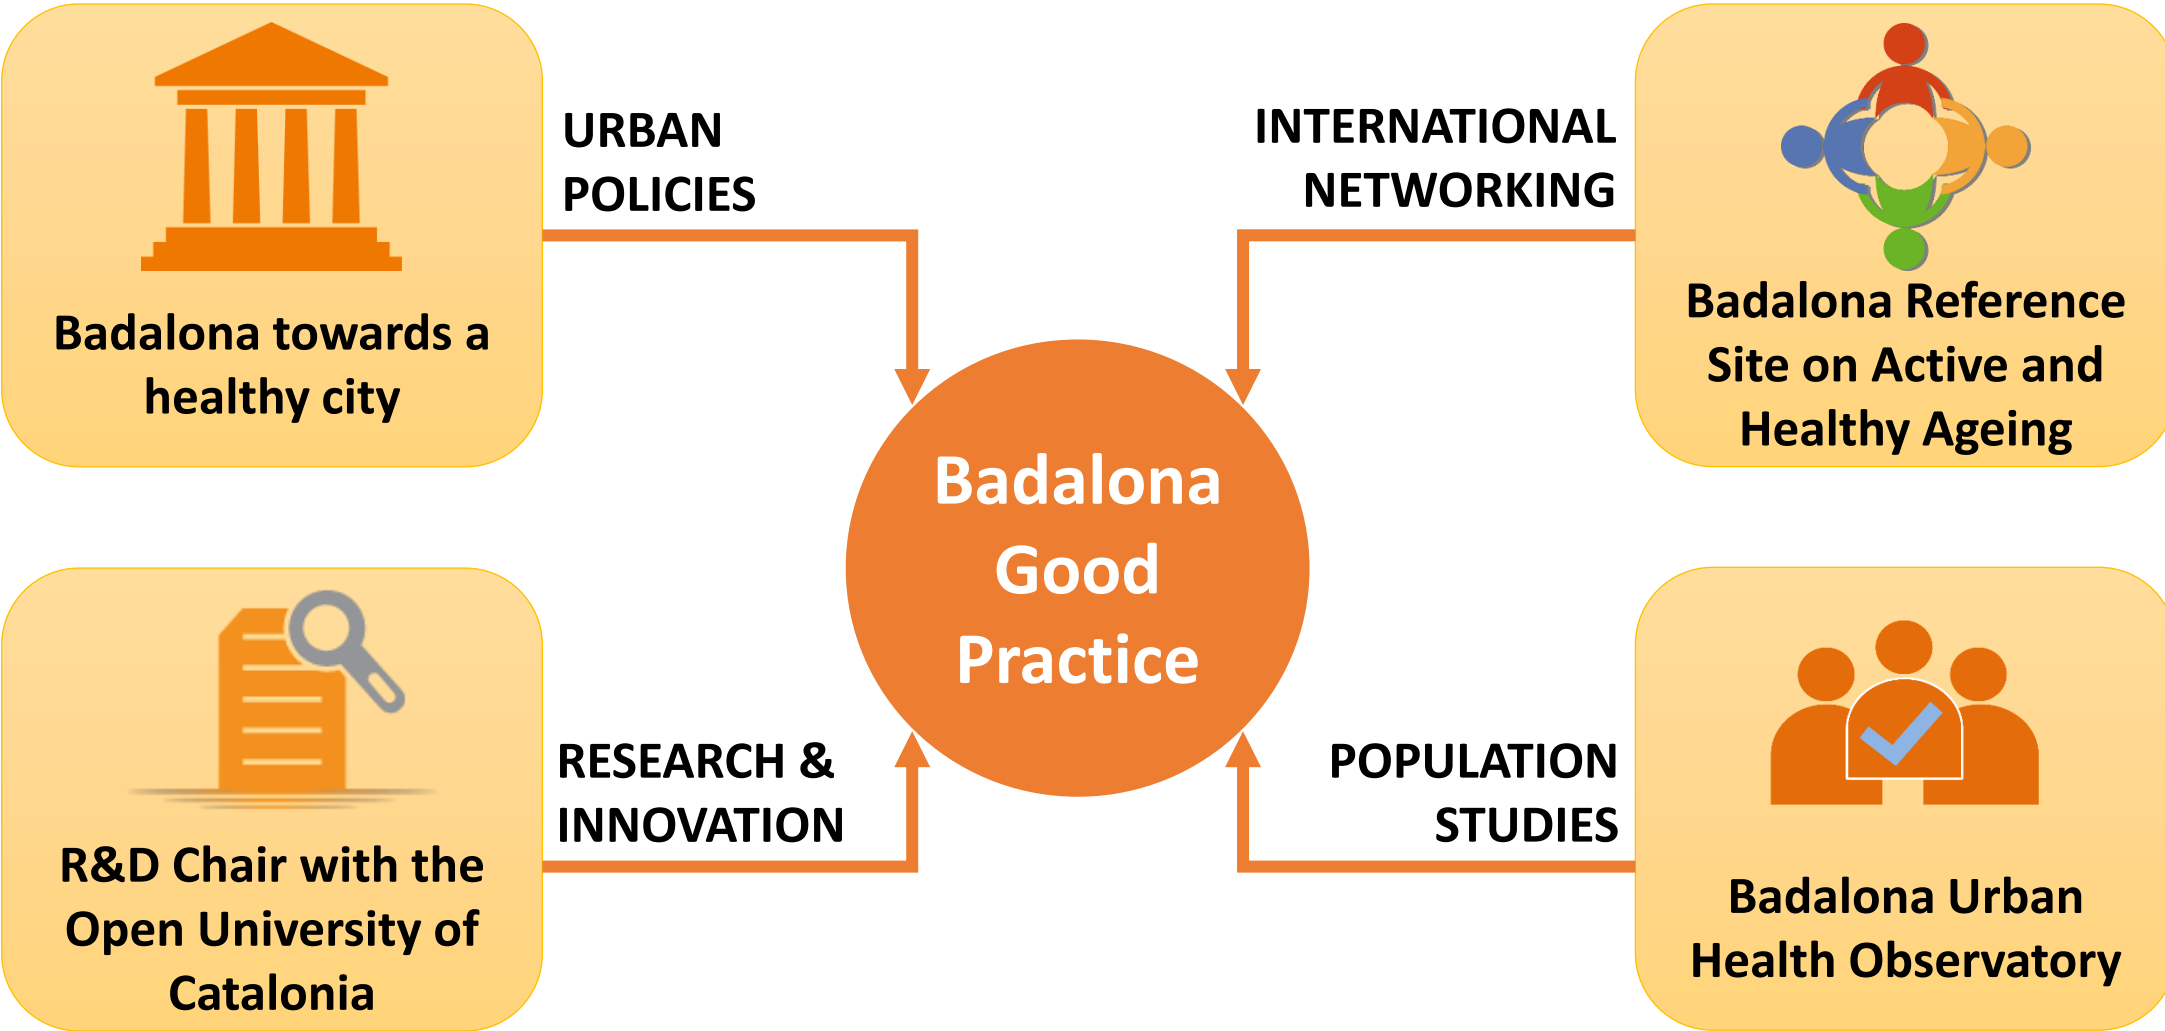 URBAN
POLICIES
Badalona towards a
healthy city
INTERNATIONAL
NETWORKING
Badalona Reference
Site on Active and
Healthy Ageing
Badalona
Good
Practice
RESEARCH &
INNOVATION
R&D Chair with the
Open University of
Catalonia
POPULATION
STUDIES
Badalona Urban
Health Observatory